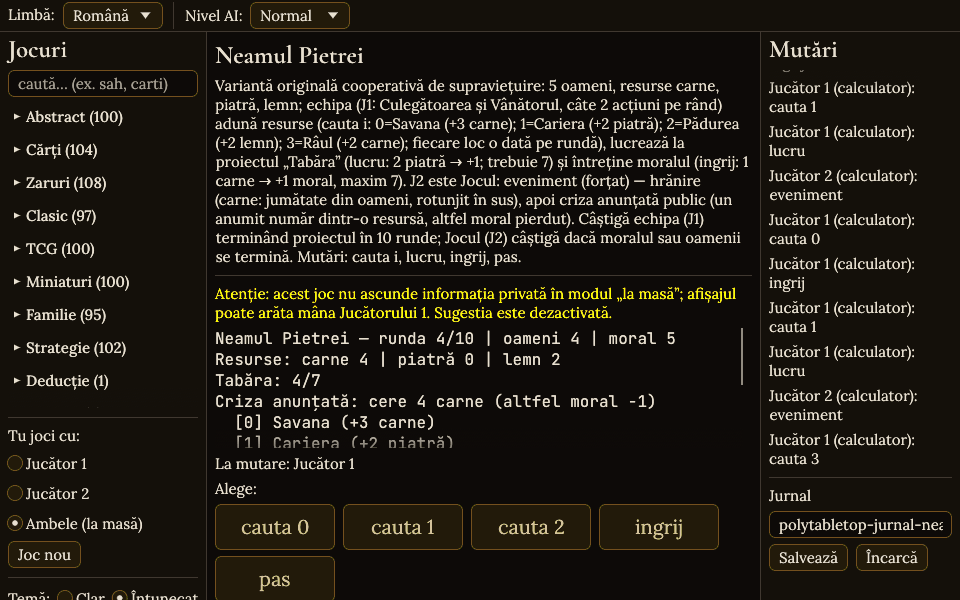 Limbă: Română Nivel AI: Normal
Jocuri
caută... (ex. sah, carti)
Abstract (100)
Cărți (104)
Zaruri (108)
Clasic (97)
TCG (100)
Miniaturi (100)
Familie (95)
Strategie (102)
Deducție (1)
Tu joci cu:
Jucător 1
Jucător 2
Ambele (la masă)
Joc nou
Temă: Clar Întunecat
Neamul Pietrei
Variantă originală cooperativă de supraviețuire: 5 oameni, resurse carne,
piatră, lemn; echipa (J1: Culegătoarea și Vânătorul, câte 2 acțiuni pe rând)
adună resurse (cauta i: 0=Savana (+3 carne); 1=Cariera (+2 piatră); 2=Pădurea
(+2 lemn); 3=Râul (+2 carne); fiecare loc o dată pe rundă), lucrează la
proiectul „Tabăra” (lucru: 2 piatră → +1; trebuie 7) și întreține moralul (ingrij: 1
carne → +1 moral, maxim 7). J2 este Jocul: eveniment (forțat) — hrănire
(carne: jumătate din oameni, rotunjit în sus), apoi criza anunțată public (un
anumit număr dintr-o resursă, altfel moral pierdut). Câștigă echipa (J1)
terminând proiectul în 10 runde; Jocul (J2) câștigă dacă moralul sau oamenii
se termină. Mutări: cauta i, lucru, ingrij, pas.
Atenție: acest joc nu ascunde informația privată în modul „la masă”; afișajul
poate arăta mâna Jucătorului 1. Sugestia este dezactivată.
Neamul Pietrei — runda 4/10 | oameni 4 | moral 5
Resurse: carne 4 | piatră 0 | lemn 2
Tabăra: 4/7
Criza anunțată: cere 4 carne (altfel moral -1)
[0] Savana (+3 carne)
[1] Cariera (+2 piatră)
La mutare: Jucător 1
Alege:
cauta 0
cauta 1
cauta 2
ingrij
pas
Mutări
Jucător 1 (calculator):
cauta 1
Jucător 1 (calculator):
lucru
Jucător 2 (calculator):
eveniment
Jucător 1 (calculator):
cauta 0
Jucător 1 (calculator):
ingrij
Jucător 1 (calculator):
cauta 1
Jucător 1 (calculator):
lucru
Jucător 2 (calculator):
eveniment
Jucător 1 (calculator):
cauta 3
Jurnal
polytabletop-jurnal-nea
Salvează
Încarcă